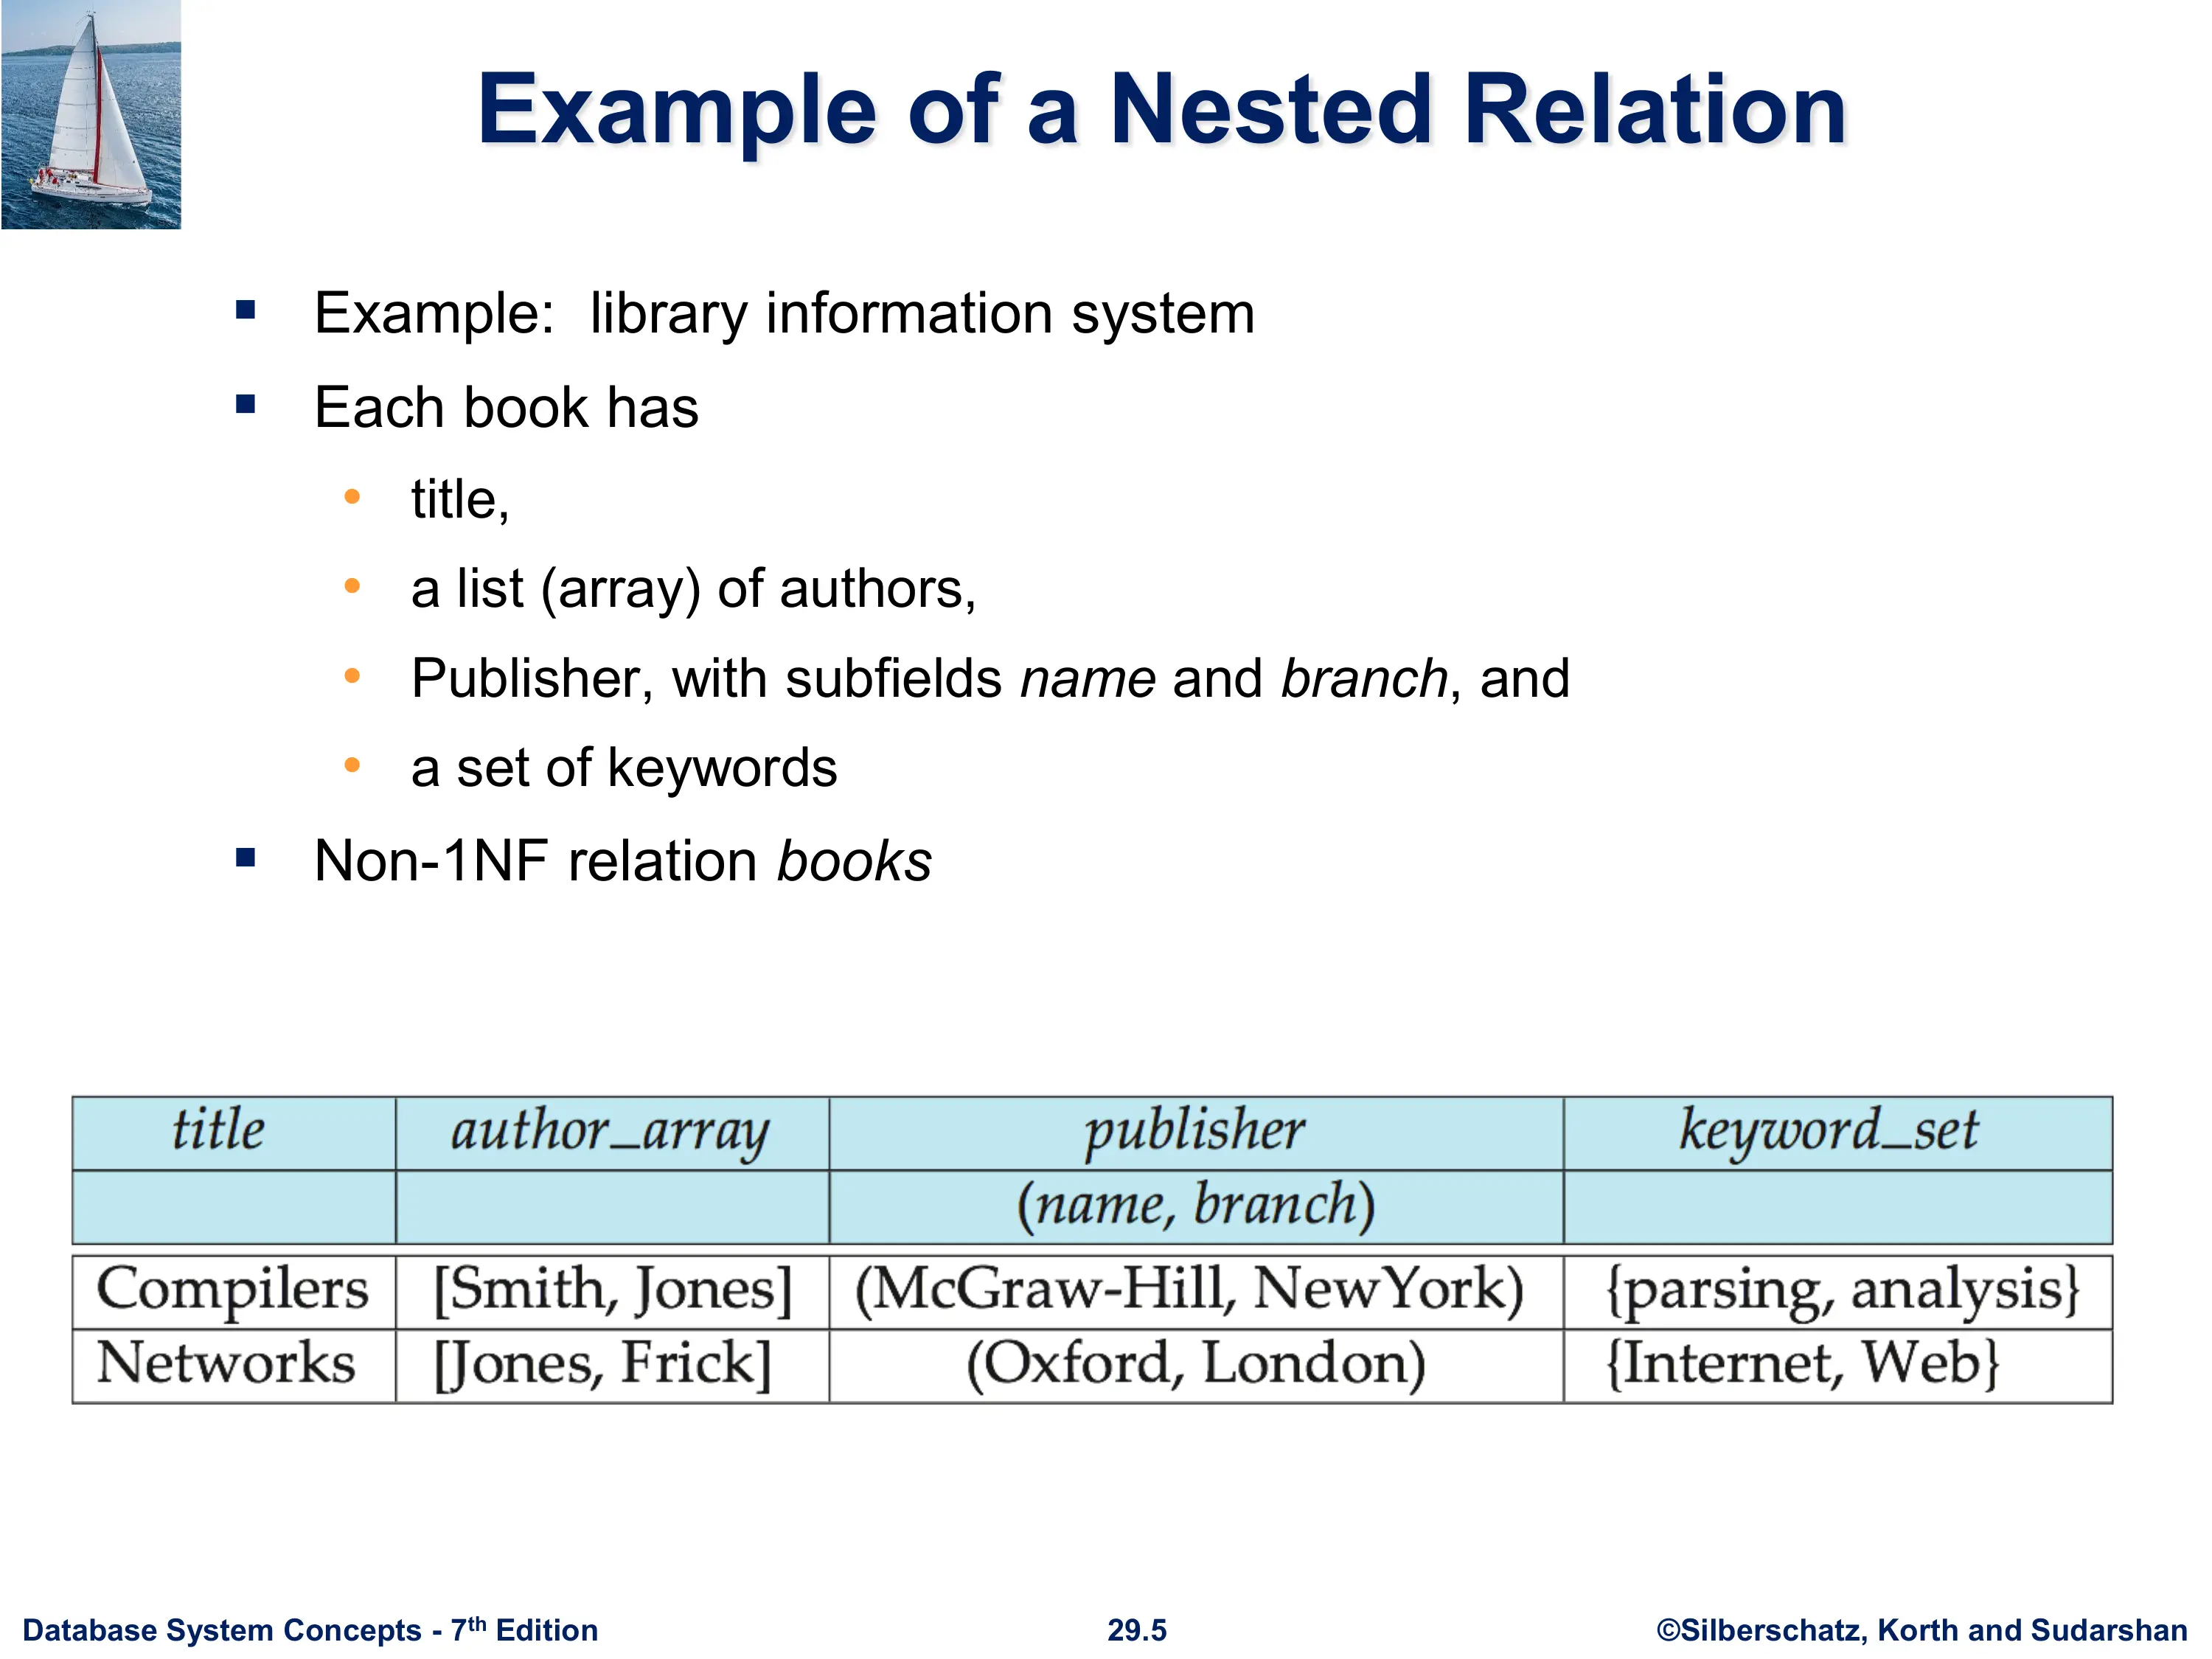 Example of a Nested Relation
▪ Example: library information system
▪ Each book has
• title,
• a list (array) of authors,
• Publisher, with subfields name and branch, and
• a set of keywords
▪ Non-1NF relation books
title author_array publisher keyword_set
(name, branch)
Compilers [Smith, Jones] (McGraw-Hill, NewYork) {parsing, analysis}
Networks [Jones, Frick] (Oxford, London) {Internet, Web}
Database System Concepts - 7th Edition 29.5 ©Silberschatz, Korth and Sudarshan